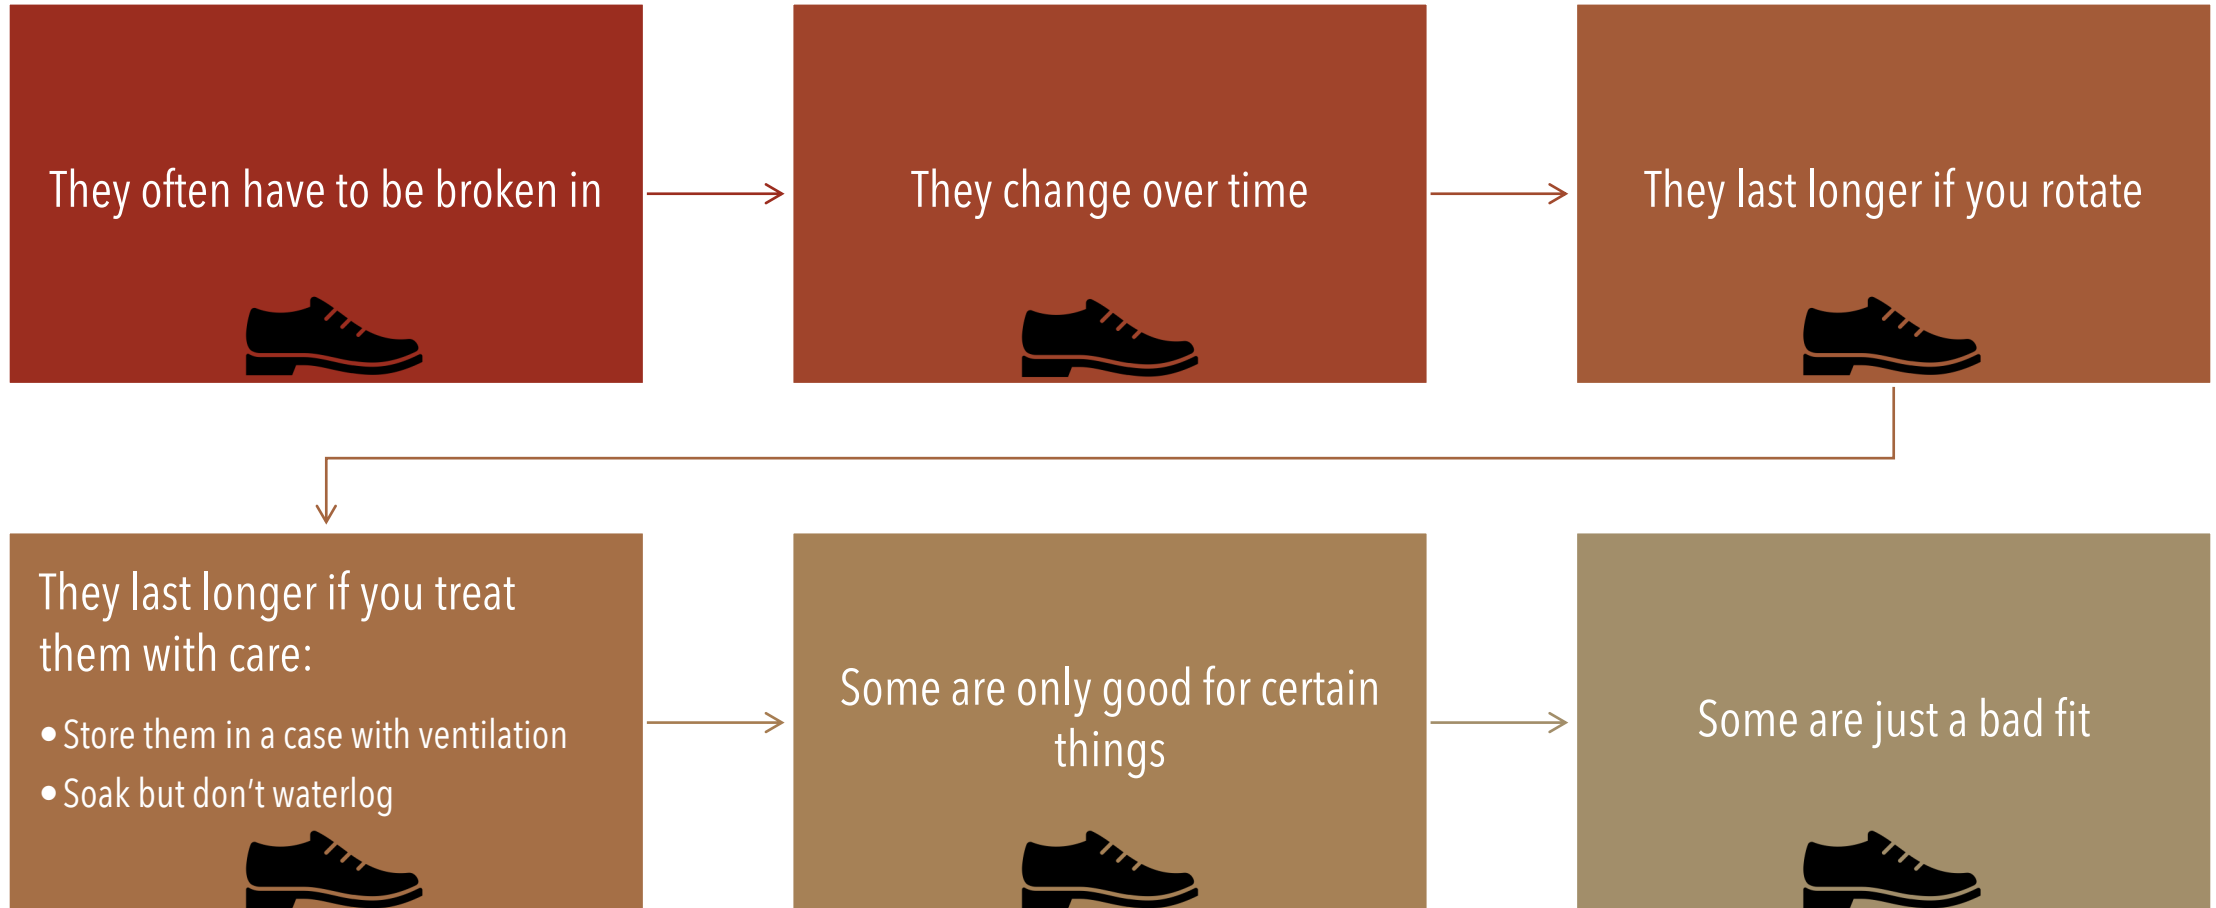 They often have to be broken in
They change over time
They last longer if you rotate
They last longer if you treat
them with care:
• Store them in a case with ventilation
• Soak but don't waterlog
Some are only good for certain
things
Some are just a bad fit